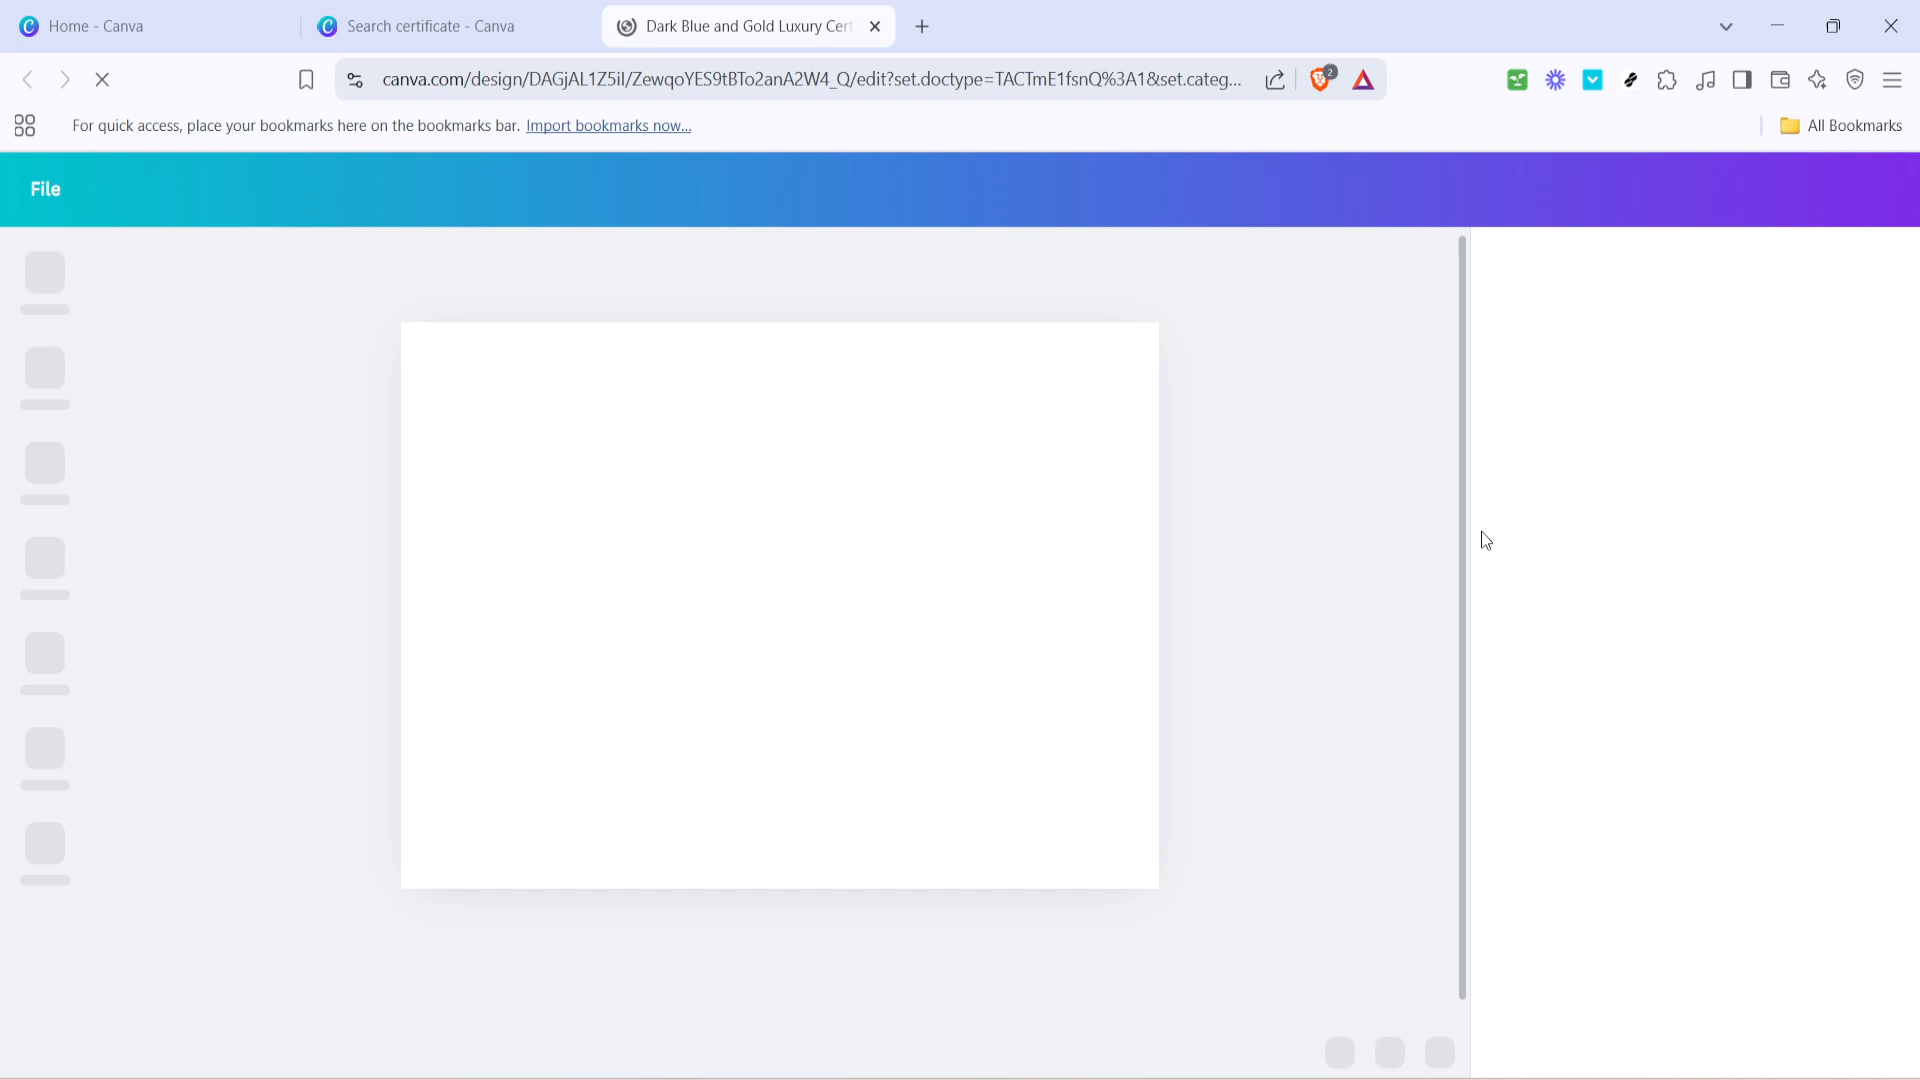 Home - Canva
Search certificate - Canva
Dark Blue and Gold Luxury Cert
canva.com/design/DAGjAL1Z5iI/ZewqoYES9tBTo2anA2W4_Q/edit?set.doctype=TACTmE1fsnQ%3A1&set.categ...
2
For quick access, place your bookmarks here on the bookmarks bar. Import bookmarks now...
All Bookmarks
File